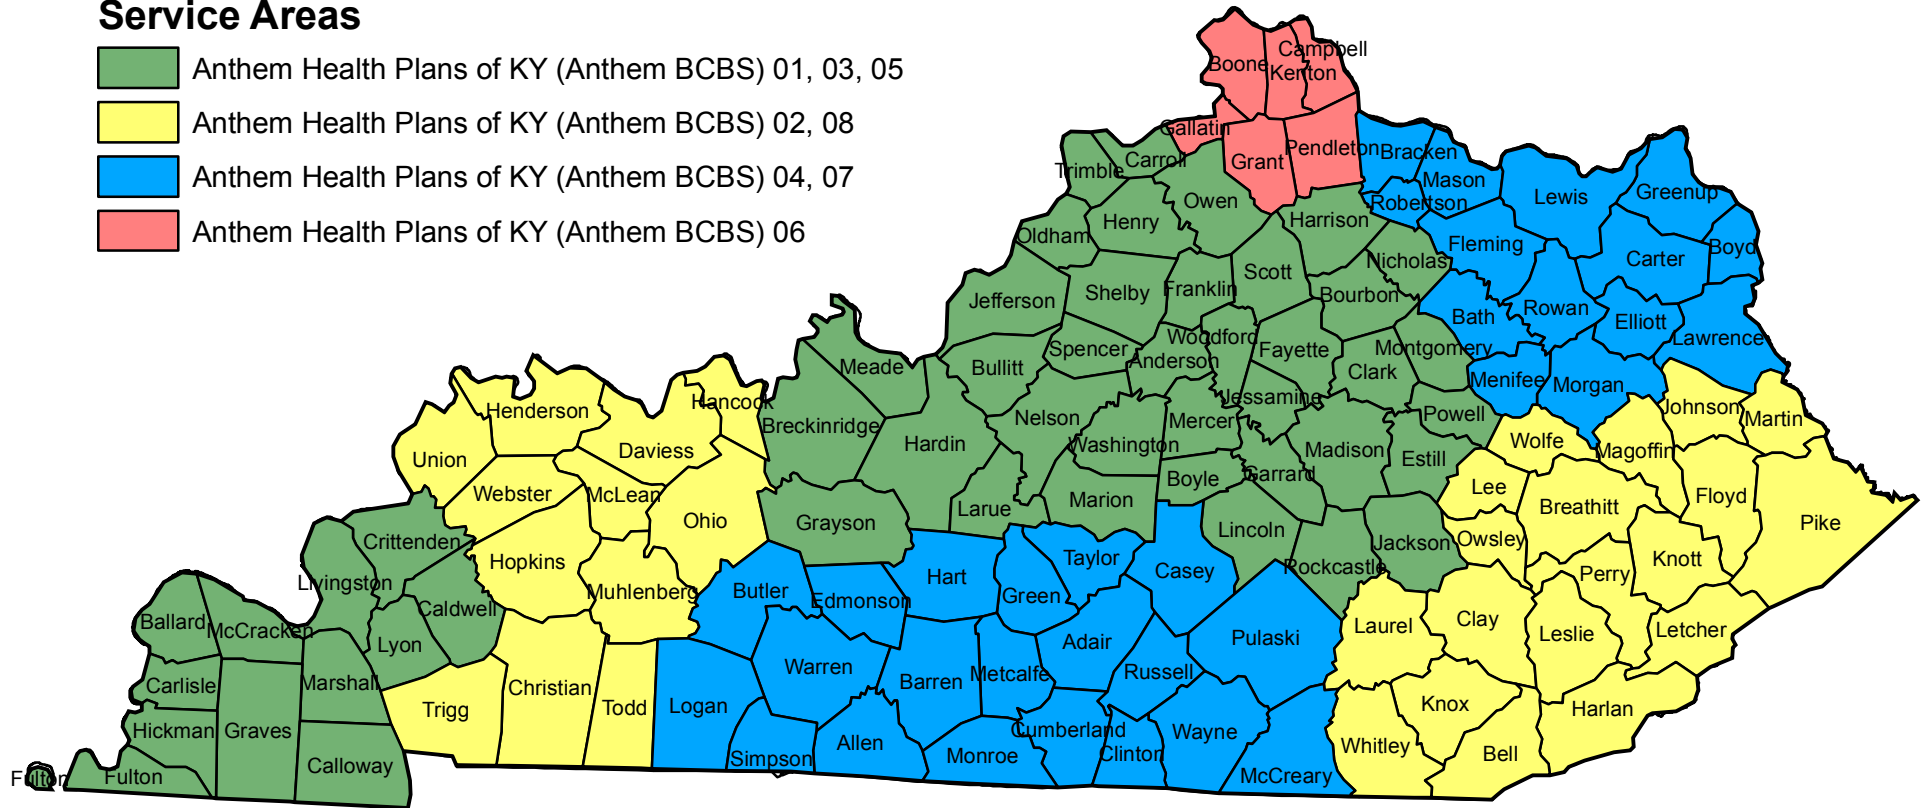 Service Areas
Anthem Health Plans of KY (Anthem BCBS) 01, 03, 05
Anthem Health Plans of KY (Anthem BCBS) 02, 08
Anthem Health Plans of KY (Anthem BCBS) 04, 07
Anthem Health Plans of KY (Anthem BCBS) 06
Boone
Campbell
Kenton
Gallatin
Grant
Pendleton
Bracken
Mason
Robertson
Lewis
Greenup
Fleming
Carter
Boyd
Bath
Rowan
Elliott
Lawrence
Menifee
Morgan
Trimble
Carroll
Owen
Henry
Oldham
Harrison
Nicholas
Scott
Jefferson
Shelby
Franklin
Bourbon
Woodford
Spencer
Anderson
Fayette
Montgomery
Clark
Meade
Bullitt
Jessamine
Powell
Breckinridge
Hardin
Nelson
Washington
Mercer
Madison
Estill
Boyle
Garrard
Grayson
Larue
Marion
Lincoln
Jackson
Rockcastle
Johnson
Martin
Wolfe
Magoffin
Lee
Breathitt
Floyd
Pike
Owsley
Perry
Knott
Laurel
Clay
Leslie
Letcher
Knox
Harlan
Whitley
Bell
Hancock
Henderson
Daviess
Union
Webster
McLean
Ohio
Hopkins
Muhlenberg
Trigg
Christian
Todd
Hart
Taylor
Casey
Butler
Edmonson
Green
Adair
Pulaski
Warren
Barren
Metcalfe
Russell
Logan
Simpson
Allen
Monroe
Cumberland
Clinton
Wayne
McCreary
Crittenden
Livingston
Caldwell
Ballard
McCracken
Lyon
Carlisle
Marshall
Hickman
Graves
Calloway
Fulton
Fulton